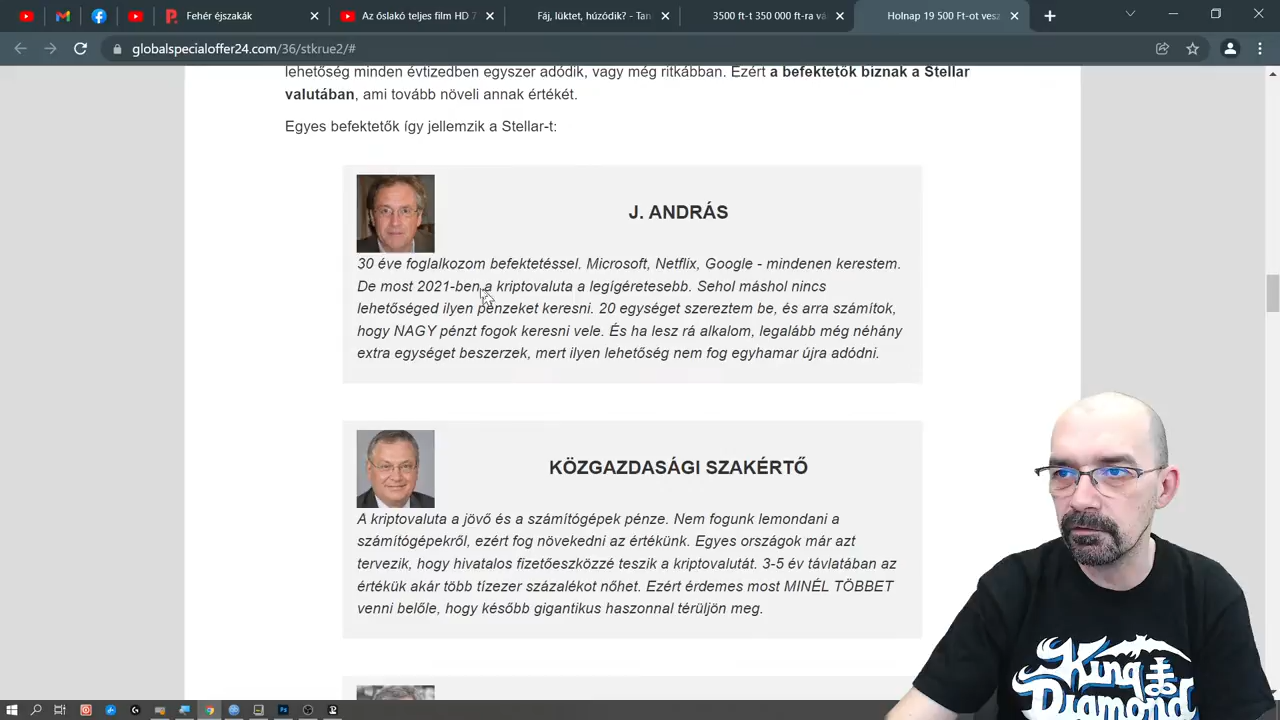 Fehér éjszakák
Az őslakó teljes film HD 7
Fáj, lüktet, húzódik? - Tan
3500 ft-t 350 000 ft-ra vá
Holnap 19 500 Ft-ot vesz
globalspecialoffer24.com/36/stkrue2/#
lehetőség minden évtizedben egyszer adódik, vagy még ritkábban. Ezért a befektetők bíznak a Stellar
valutában, ami tovább növeli annak értékét.
Egyes befektetők így jellemzik a Stellar-t:
J. ANDRÁS
30 éve foglalkozom befektetéssel. Microsoft, Netflix, Google - mindenen kerestem.
De most 2021-ben a kriptovaluta a legígéretesebb. Sehol máshol nincs
lehetőséged ilyen pénzeket keresni. 20 egységet szereztem be, és arra számítok,
hogy NAGY pénzt fogok keresni vele. És ha lesz rá alkalom, legalább még néhány
extra egységet beszerzek, mert ilyen lehetőség nem fog egyhamar újra adódni.
KÖZGAZDASÁGI SZAKÉRTŐ
A kriptovaluta a jövő és a számítógépek pénze. Nem fogunk lemondani a
számítógépekről, ezért fog növekedni az értékünk. Egyes országok már azt
tervezik, hogy hivatalos fizetőeszközzé teszik a kriptovalutát. 3-5 év távlatában az
értékük akár több tízezer százalékot nőhet. Ezért érdemes most MINÉL TÖBBET
venni belőle, hogy később gigantikus haszonnal térüljön meg.
King
Diamond